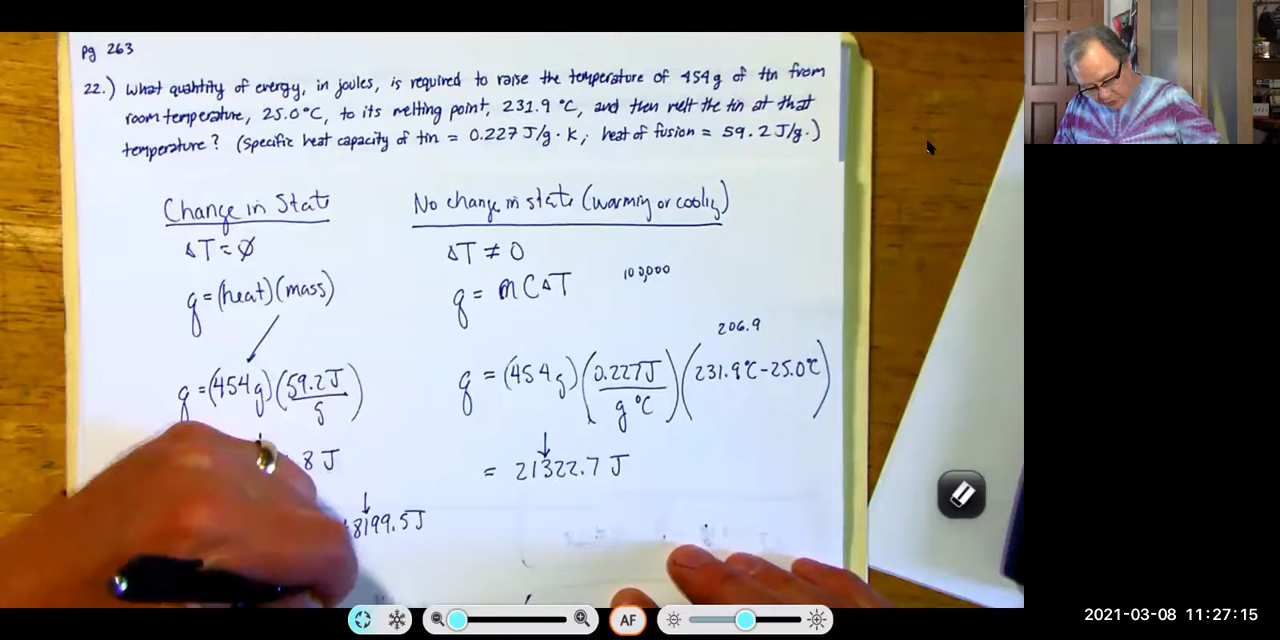 Pg 263
22.) What quantity of energy, in joules, is required to raise the temperature of 454 g of tin from
room temperature, 25.0 °C, to its melting point, 231.9 °C, and then melt the tin at that
temperature? (Specific heat capacity of tin = 0.227 J/g · K; heat of fusion = 59.2 J/g.)
Change in State
ΔT = 0
q = (heat)(mass)
q = (454 g)(59.2 J / g)
8 J
8199.5 J
No change in state (warming or cooling)
ΔT ≠ 0
q = m C Δ T
100,000
206.9
q = (454 g)(0.227 J / g °C)(231.9 °C - 25.0 °C)
= 21322.7 J
AF
2021-03-08 11:27:15